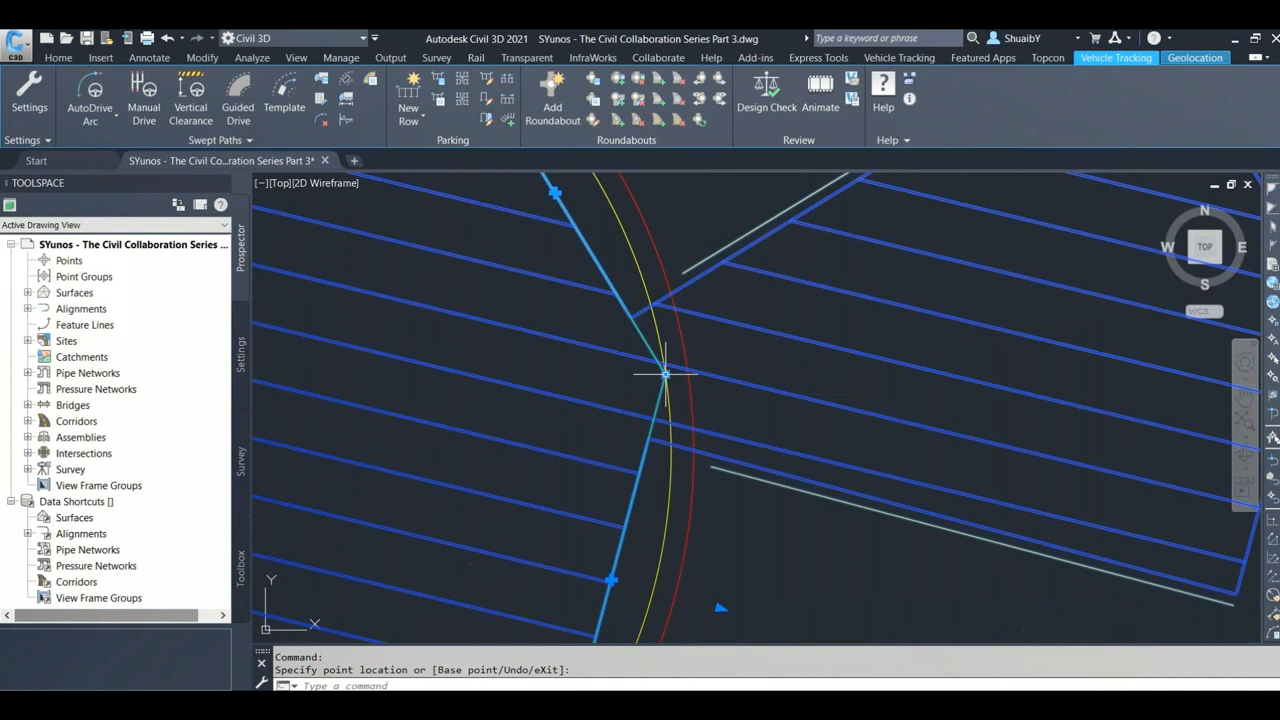 Civil 3D
Autodesk Civil 3D 2021 SYunos - The Civil Collaboration Series Part 3.dwg
Type a keyword or phrase
ShuaibY
C3D
Home Insert Annotate Modify Analyze View Manage Output Survey Rail Transparent InfraWorks Collaborate Help Add-ins Express Tools Vehicle Tracking Featured Apps Topcon Vehicle Tracking Geolocation
Settings
AutoDrive Arc
Manual Drive
Vertical Clearance
Guided Drive
Template
New Row
Add Roundabout
Design Check
Animate
Help
Settings
Swept Paths
Parking
Roundabouts
Review
Help
Start
SYunos - The Civil Co...ration Series Part 3*
TOOLSPACE
[−][Top][2D Wireframe]
Active Drawing View
SYunos - The Civil Collaboration Series ...
Points
Point Groups
Surfaces
Alignments
Feature Lines
Sites
Catchments
Pipe Networks
Pressure Networks
Bridges
Corridors
Assemblies
Intersections
Survey
View Frame Groups
Data Shortcuts []
Surfaces
Alignments
Pipe Networks
Pressure Networks
Corridors
View Frame Groups
Prospector
Settings
Survey
Toolbox
N
W TOP E
S
WCS
Y
X
Command:
Specify point location or [Base point/Undo/eXit]:
Type a command